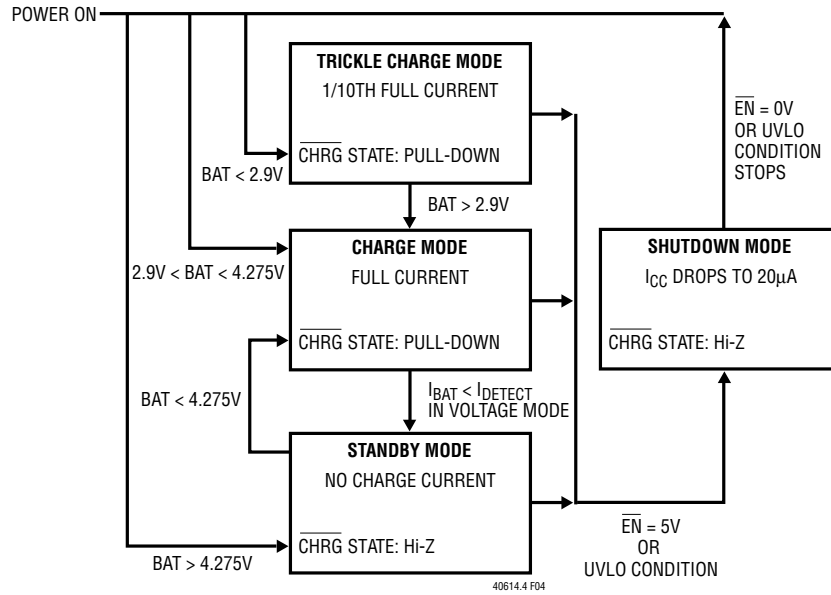 POWER ON
TRICKLE CHARGE MODE
1/10TH FULL CURRENT
CHRG STATE: PULL-DOWN
BAT < 2.9V
BAT > 2.9V
CHARGE MODE
FULL CURRENT
CHRG STATE: PULL-DOWN
2.9V < BAT < 4.275V
BAT < 4.275V
IBAT < IDETECT
IN VOLTAGE MODE
STANDBY MODE
NO CHARGE CURRENT
CHRG STATE: Hi-Z
BAT > 4.275V
EN = 0V
OR UVLO
CONDITION
STOPS
SHUTDOWN MODE
ICC DROPS TO 20µA
CHRG STATE: Hi-Z
EN = 5V
OR
UVLO CONDITION
40614.4 F04